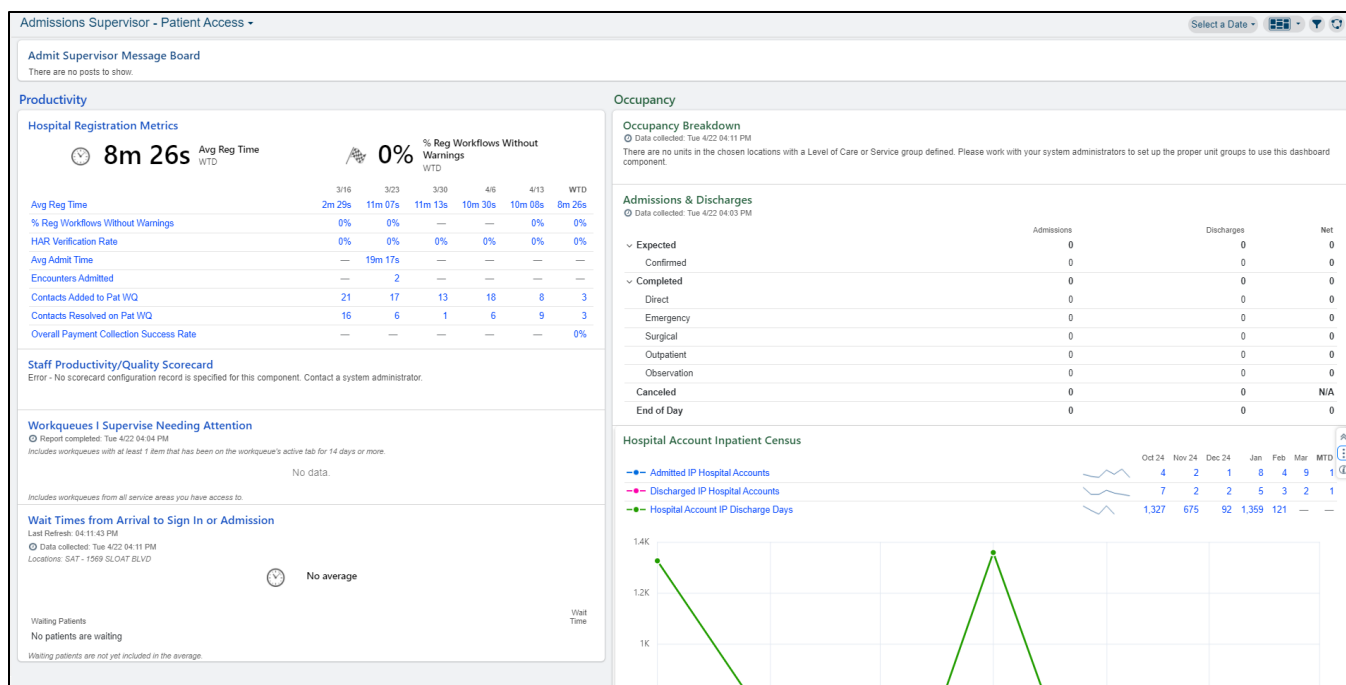 Admissions Supervisor - Patient Access
Select a Date
Admit Supervisor Message Board
There are no posts to show.
Productivity
Hospital Registration Metrics
8m 26s Avg Reg Time
WTD
0% % Reg Workflows Without
Warnings
WTD
3/16 3/23 3/30 4/6 4/13 WTD
Avg Reg Time 2m 29s 11m 07s 11m 13s 10m 30s 10m 08s 8m 26s
% Reg Workflows Without Warnings 0% 0% — — 0% 0%
HAR Verification Rate 0% 0% 0% 0% 0% 0%
Avg Admit Time — 19m 17s — — — —
Encounters Admitted — 2 — — — —
Contacts Added to Pat WQ 21 17 13 18 8 3
Contacts Resolved on Pat WQ 16 6 1 6 9 3
Overall Payment Collection Success Rate — — — — — 0%
Staff Productivity/Quality Scorecard
Error - No scorecard configuration record is specified for this component. Contact a system administrator.
Workqueues I Supervise Needing Attention
Report completed: Tue 4/22 04:04 PM
Includes workqueues with at least 1 item that has been on the workqueue's active tab for 14 days or more.
No data.
Includes workqueues from all service areas you have access to.
Wait Times from Arrival to Sign In or Admission
Last Refresh: 04:11:43 PM
Data collected: Tue 4/22 04:11 PM
Locations: SAT - 1569 SLOAT BLVD
No average
Waiting Patients Wait
Time
No patients are waiting
Waiting patients are not yet included in the average.
Occupancy
Occupancy Breakdown
Data collected: Tue 4/22 04:11 PM
There are no units in the chosen locations with a Level of Care or Service group defined. Please work with your system administrators to set up the proper unit groups to use this dashboard
component.
Admissions & Discharges
Data collected: Tue 4/22 04:03 PM
Admissions Discharges Net
Expected 0 0 0
Confirmed 0 0 0
Completed 0 0 0
Direct 0 0 0
Emergency 0 0 0
Surgical 0 0 0
Outpatient 0 0 0
Observation 0 0 0
Canceled 0 0 N/A
End of Day 0 0 0
Hospital Account Inpatient Census
Oct 24 Nov 24 Dec 24 Jan Feb Mar MTD
Admitted IP Hospital Accounts 4 2 1 8 4 9 1
Discharged IP Hospital Accounts 7 2 2 5 3 2 1
Hospital Account IP Discharge Days 1,327 675 92 1,359 121 — —
1.4K
1.2K
1K